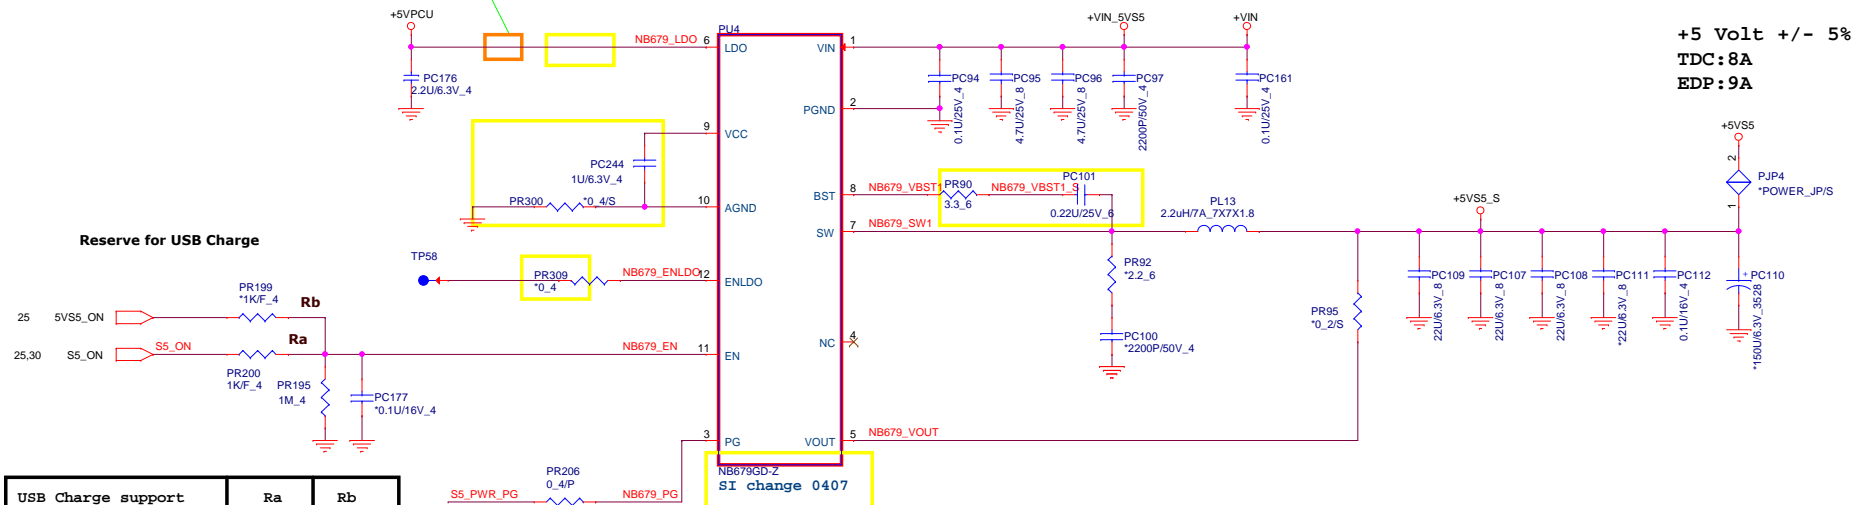 +5VPCU
PU4
NB679_LDO 6
LDO
PC176
2.2U/6.3V_4
+VIN_5VS5
+VIN
1
VIN
PC94
0.1U/25V_4
PC95
4.7U/25V_8
PC96
4.7U/25V_8
PC97
2200P/50V_4
PC161
0.1U/25V_4
+5 Volt +/- 5%
TDC:8A
EDP:9A
2
PGND
9
VCC
PC244
1U/6.3V_4
PR300
*0_4/S
10
AGND
8
BST
NB679_VBST1
PR90
3.3_6
NB679_VBST1_S
PC101
0.22U/25V_6
7
SW
NB679_SW1
PL13
2.2uH/7A_7X7X1.8
+5VS5_S
+5VS5
2
PJP4
*POWER_JP/S
1
Reserve for USB Charge
TP58
PR309
*0_4
NB679_ENLDO
12
ENLDO
PR92
*2.2_6
PC100
*2200P/50V_4
4
NC
PR95
*0_2/S
PC109
22U/6.3V_8
PC107
22U/6.3V_8
PC108
22U/6.3V_8
PC111
*22U/6.3V_8
PC112
0.1U/16V_4
+
PC110
*150U/6.3V_3528
PR199
*1K/F_4
Rb
25
5VS5_ON
Ra
25,30
S5_ON
S5_ON
PR200
1K/F_4
PR195
1M_4
PC177
*0.1U/16V_4
NB679_EN
11
EN
3
PG
5
VOUT
NB679_VOUT
NB679GD-Z
SI change 0407
PR206
0_4/P
S5_PWR_PG
NB679_PG
USB Charge support
Ra
Rb